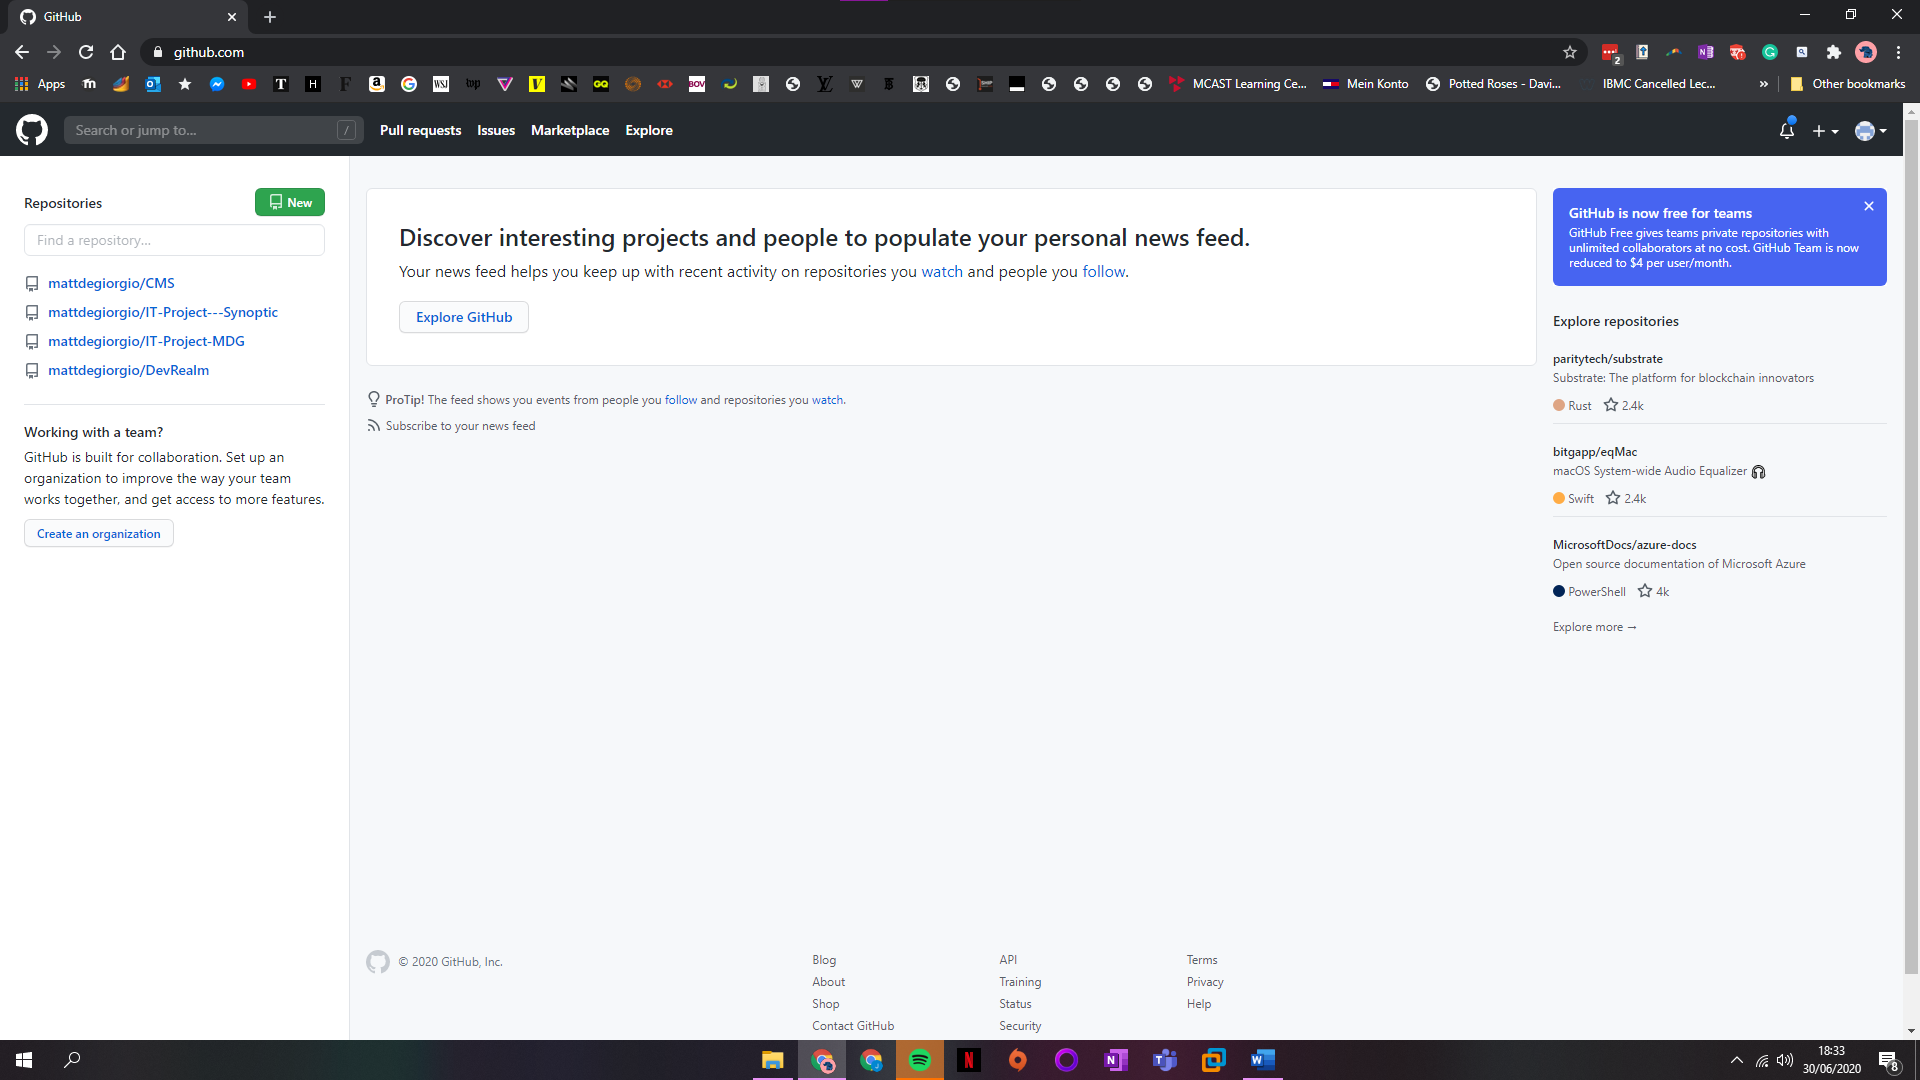 GitHub
github.com
2
Apps
WSJ
BOV
MCAST Learning Ce...
Mein Konto
Potted Roses - Davi...
IBMC Cancelled Lec...
»
Other bookmarks
Search or jump to...
/
Pull requests
Issues
Marketplace
Explore
Repositories
New
Find a repository...
mattdegiorgio/CMS
mattdegiorgio/IT-Project---Synoptic
mattdegiorgio/IT-Project-MDG
mattdegiorgio/DevRealm
Working with a team?
GitHub is built for collaboration. Set up an
organization to improve the way your team
works together, and get access to more features.
Create an organization
Discover interesting projects and people to populate your personal news feed.
Your news feed helps you keep up with recent activity on repositories you watch and people you follow.
Explore GitHub
ProTip! The feed shows you events from people you follow and repositories you watch.
Subscribe to your news feed
GitHub is now free for teams
GitHub Free gives teams private repositories with
unlimited collaborators at no cost. GitHub Team is now
reduced to $4 per user/month.
Explore repositories
paritytech/substrate
Substrate: The platform for blockchain innovators
Rust 2.4k
bitgapp/eqMac
macOS System-wide Audio Equalizer
Swift 2.4k
MicrosoftDocs/azure-docs
Open source documentation of Microsoft Azure
PowerShell 4k
Explore more →
© 2020 GitHub, Inc.
Blog
About
Shop
Contact GitHub
API
Training
Status
Security
Terms
Privacy
Help
18:33
30/06/2020
8